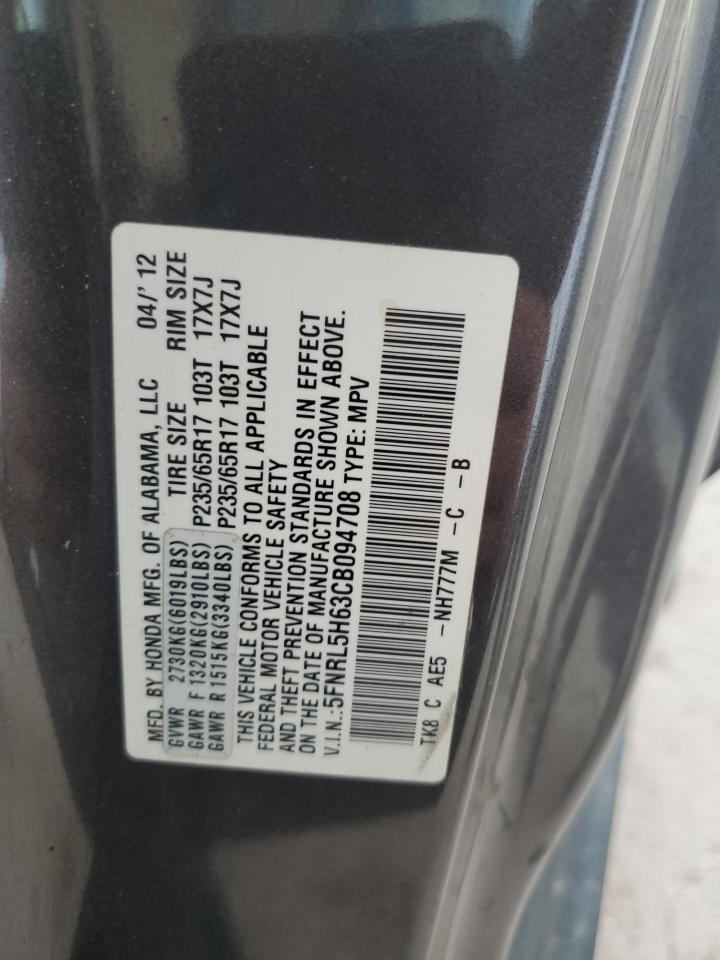 MFD. BY HONDA MFG. OF ALABAMA, LLC 04/' 12
GVWR 2730KG(6019LBS) TIRE SIZE RIM SIZE
GAWR F 1320KG(2910LBS) P235/65R17 103T 17X7J
GAWR R 1515KG(3340LBS) P235/65R17 103T 17X7J
THIS VEHICLE CONFORMS TO ALL APPLICABLE
FEDERAL MOTOR VEHICLE SAFETY
AND THEFT PREVENTION STANDARDS IN EFFECT
ON THE DATE OF MANUFACTURE SHOWN ABOVE.
V.I.N.:5FNRL5H63CB094708 TYPE: MPV
TK8 C AE5 -NH777M -C -B